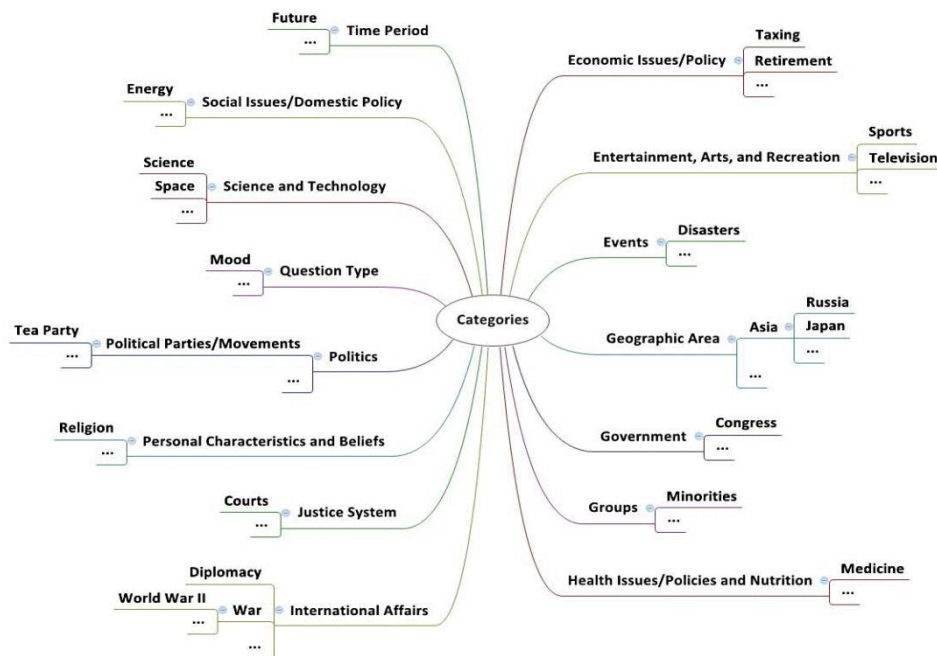 Future
...
Time Period
Energy
...
Social Issues/Domestic Policy
Science
Space
...
Science and Technology
Mood
...
Question Type
Tea Party
...
Political Parties/Movements
...
Politics
Religion
...
Personal Characteristics and Beliefs
Courts
...
Justice System
Diplomacy
World War II
...
War
...
International Affairs
Categories
Economic Issues/Policy
Taxing
Retirement
...
Entertainment, Arts, and Recreation
Sports
Television
...
Events
Disasters
...
Geographic Area
Asia
Russia
Japan
...
...
Government
Congress
...
Groups
Minorities
...
Health Issues/Policies and Nutrition
Medicine
...